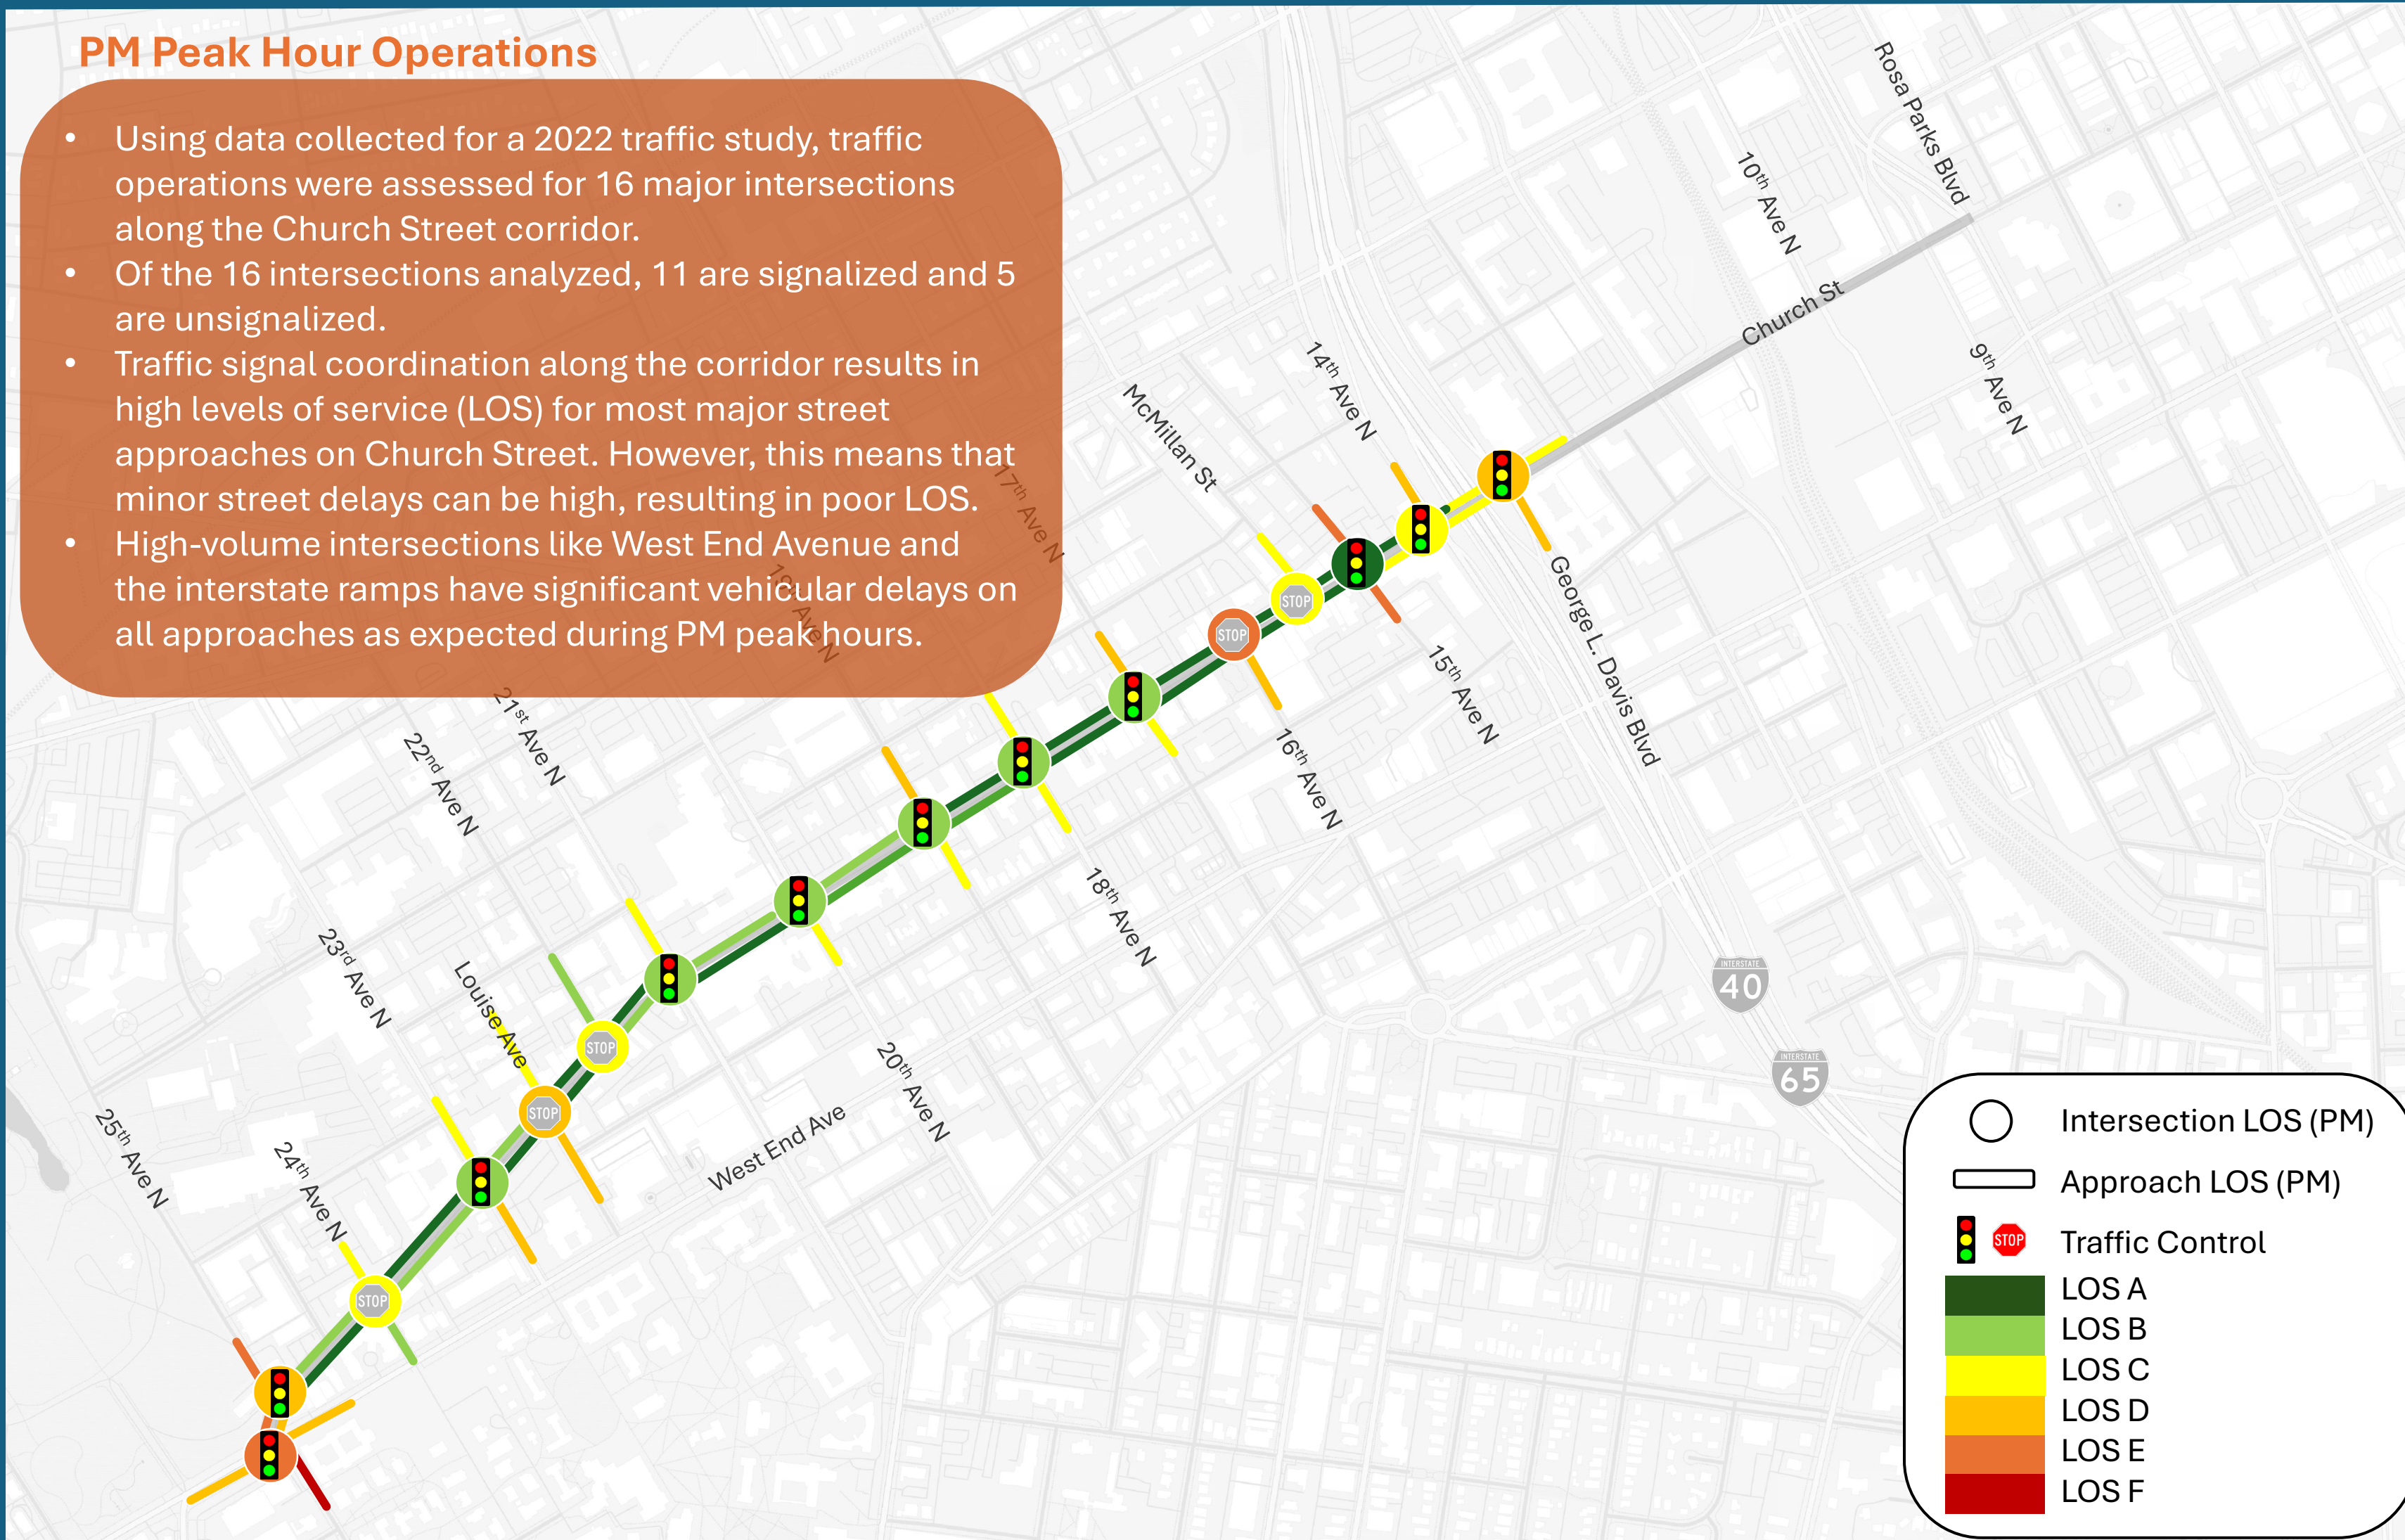 PM Peak Hour Operations
• Using data collected for a 2022 traffic study, traffic
operations were assessed for 16 major intersections
along the Church Street corridor.
• Of the 16 intersections analyzed, 11 are signalized and 5
are unsignalized.
• Traffic signal coordination along the corridor results in
high levels of service (LOS) for most major street
approaches on Church Street. However, this means that
minor street delays can be high, resulting in poor LOS.
• High-volume intersections like West End Avenue and
the interstate ramps have significant vehicular delays on
all approaches as expected during PM peak hours.
Rosa Parks Blvd
10th Ave N
Church St
9th Ave N
14th Ave N
McMillan St
17th Ave N
19th Ave N
George L. Davis Blvd
STOP
STOP
15th Ave N
16th Ave N
21st Ave N
22nd Ave N
18th Ave N
23rd Ave N
Louise Ave
STOP
STOP
20th Ave N
West End Ave
25th Ave N
24th Ave N
STOP
INTERSTATE
40
INTERSTATE
65
Intersection LOS (PM)
Approach LOS (PM)
STOP
Traffic Control
LOS A
LOS B
LOS C
LOS D
LOS E
LOS F